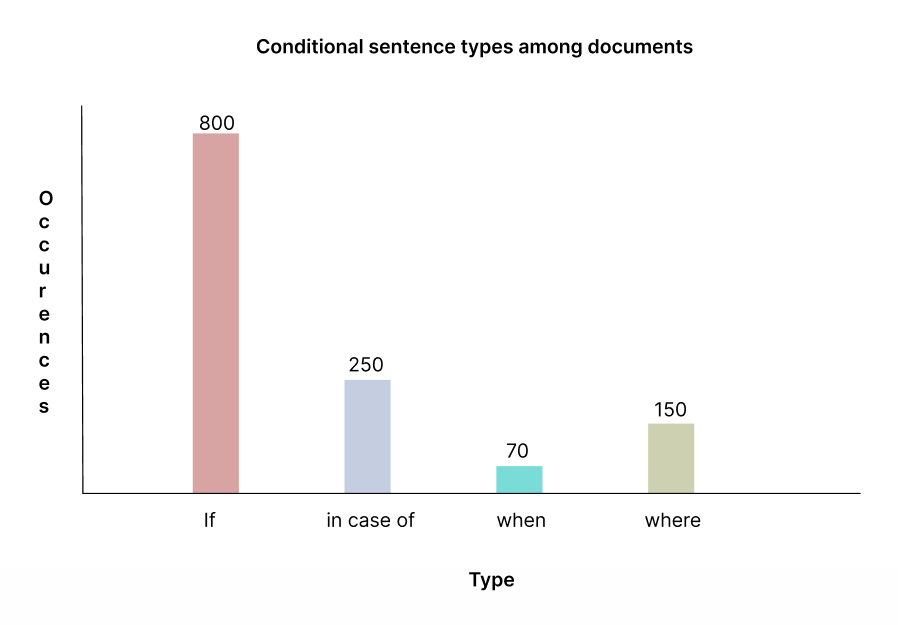 Conditional sentence types among documents
800
250
70
150
Occurences
If
in case of
when
where
Type